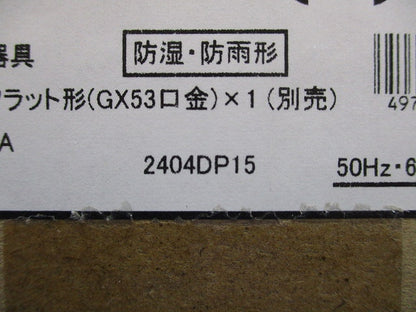 器具
防湿・防雨形
ラット形(GX53口金)×1(別売)
497
A
2404DP15
50Hz・6